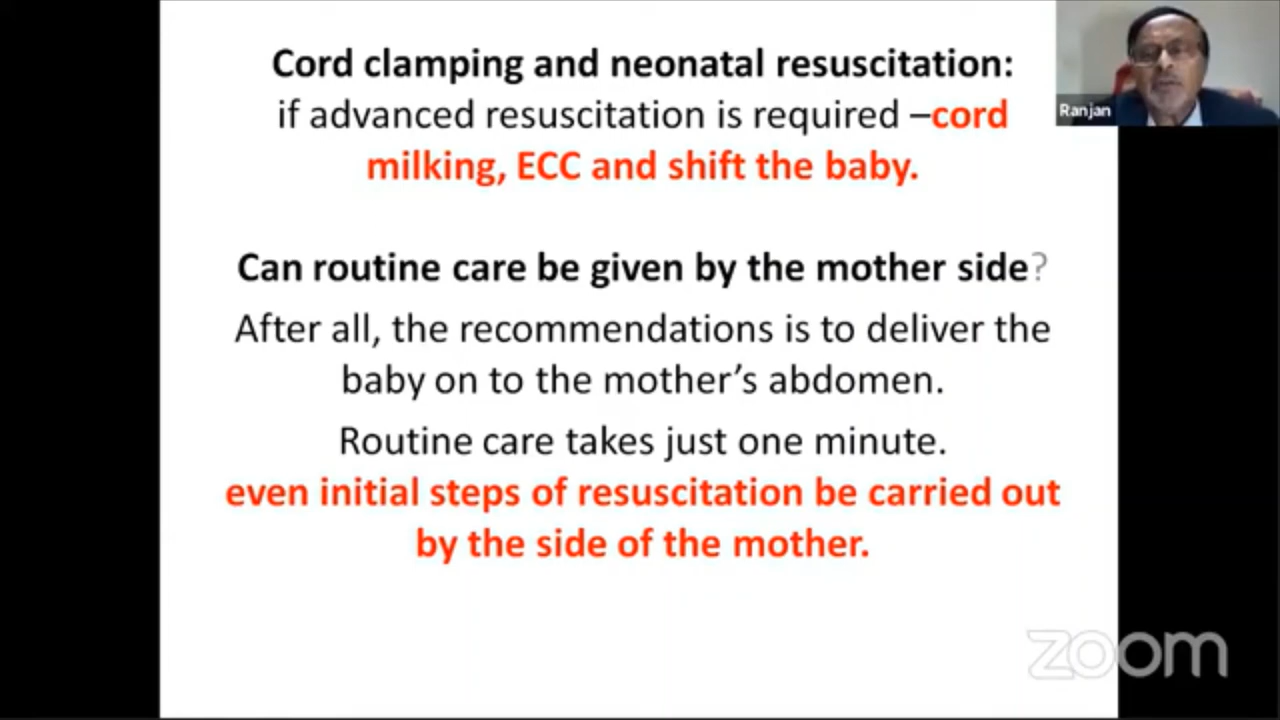 Cord clamping and neonatal resuscitation:
if advanced resuscitation is required –cord
milking, ECC and shift the baby.
Can routine care be given by the mother side?
After all, the recommendations is to deliver the
baby on to the mother’s abdomen.
Routine care takes just one minute.
even initial steps of resuscitation be carried out
by the side of the mother.
Ranjan
zoom